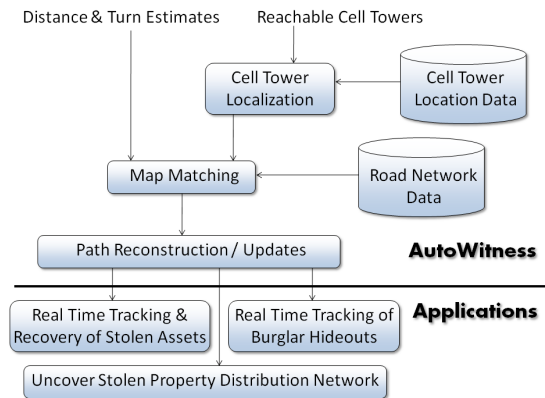 Distance & Turn Estimates
Reachable Cell Towers
Cell Tower
Localization
Cell Tower
Location Data
Map Matching
Road Network
Data
Path Reconstruction / Updates
AutoWitness
Applications
Real Time Tracking &
Recovery of Stolen Assets
Real Time Tracking of
Burglar Hideouts
Uncover Stolen Property Distribution Network